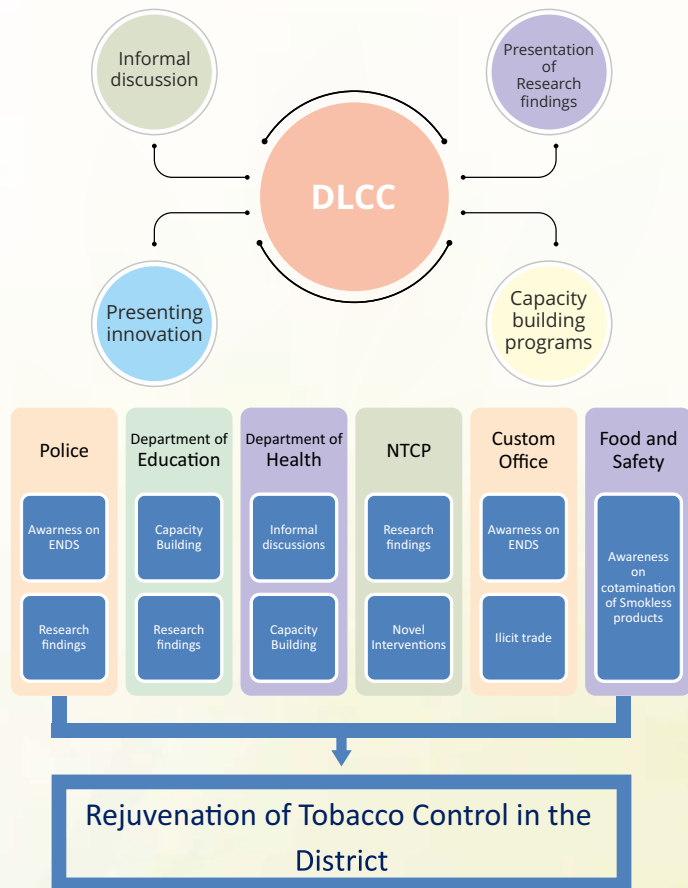 Informal
discussion
Presentation
of
Research
findings
DLCC
Presenting
innovation
Capacity
building
programs
Police
Awarness on
ENDS
Research
findings
Department of
Education
Capacity
Building
Research
findings
Department of
Health
Informal
discussions
Capacity
Building
NTCP
Research
findings
Novel
Interventions
Custom
Office
Awarness on
ENDS
Ilicit trade
Food and
Safety
Awareness
on
cotamination
of Smokless
products
Rejuvenation of Tobacco Control in the
District